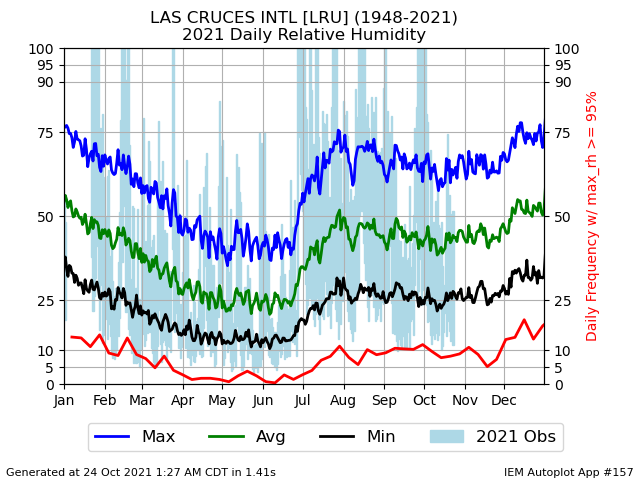 LAS CRUCES INTL [LRU] (1948-2021)
2021 Daily Relative Humidity
100 100
95 95
90 90
75 75
50 50
25 25
10 10
5 5
0 0
Daily Frequency w/ max_rh >= 95%
Jan Feb Mar Apr May Jun Jul Aug Sep Oct Nov Dec
Max Avg Min 2021 Obs
Generated at 24 Oct 2021 1:27 AM CDT in 1.41s IEM Autoplot App #157